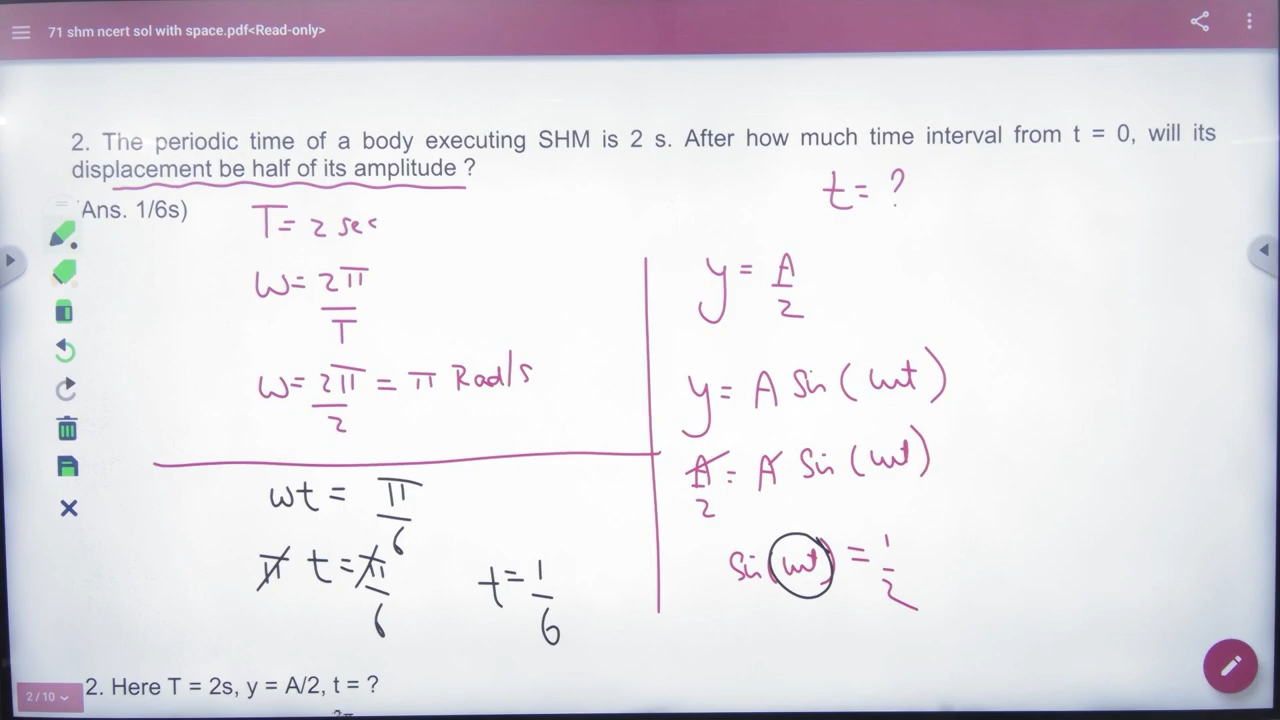 71 shm ncert sol with space.pdf<Read-only>
2. The periodic time of a body executing SHM is 2 s. After how much time interval from t = 0, will its
displacement be half of its amplitude ?
t = ?
Ans. 1/6s)
T = 2 sec
ω = 2π/T
ω = 2π/2 = π Rad/s
y = A/2
y = A Sin (ωt)
A/2 = A Sin (ωt)
Sin (ωt) = 1/2
ωt = π/6
π t = π/6
t = 1/6
2. Here T = 2s, y = A/2, t = ?
2/10